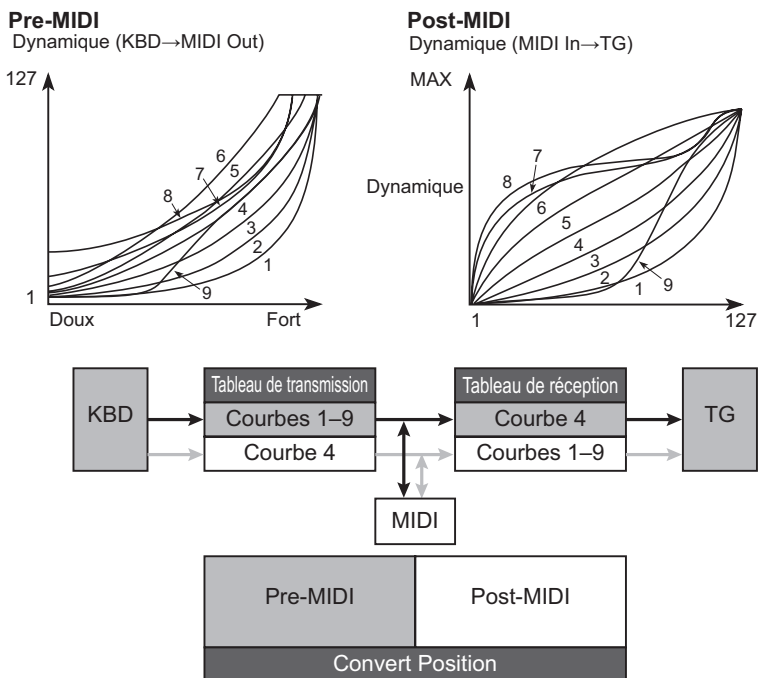 Pre-MIDI
Dynamique (KBD→MIDI Out)
127
6
7
5
8
4
3
2
1
9
1
Doux
Fort
Post-MIDI
Dynamique (MIDI In→TG)
MAX
Dynamique
8
7
6
5
4
3
2
1
9
1
127
KBD
Tableau de transmission
Courbes 1–9
Courbe 4
Tableau de réception
Courbe 4
Courbes 1–9
TG
MIDI
Pre-MIDI
Post-MIDI
Convert Position